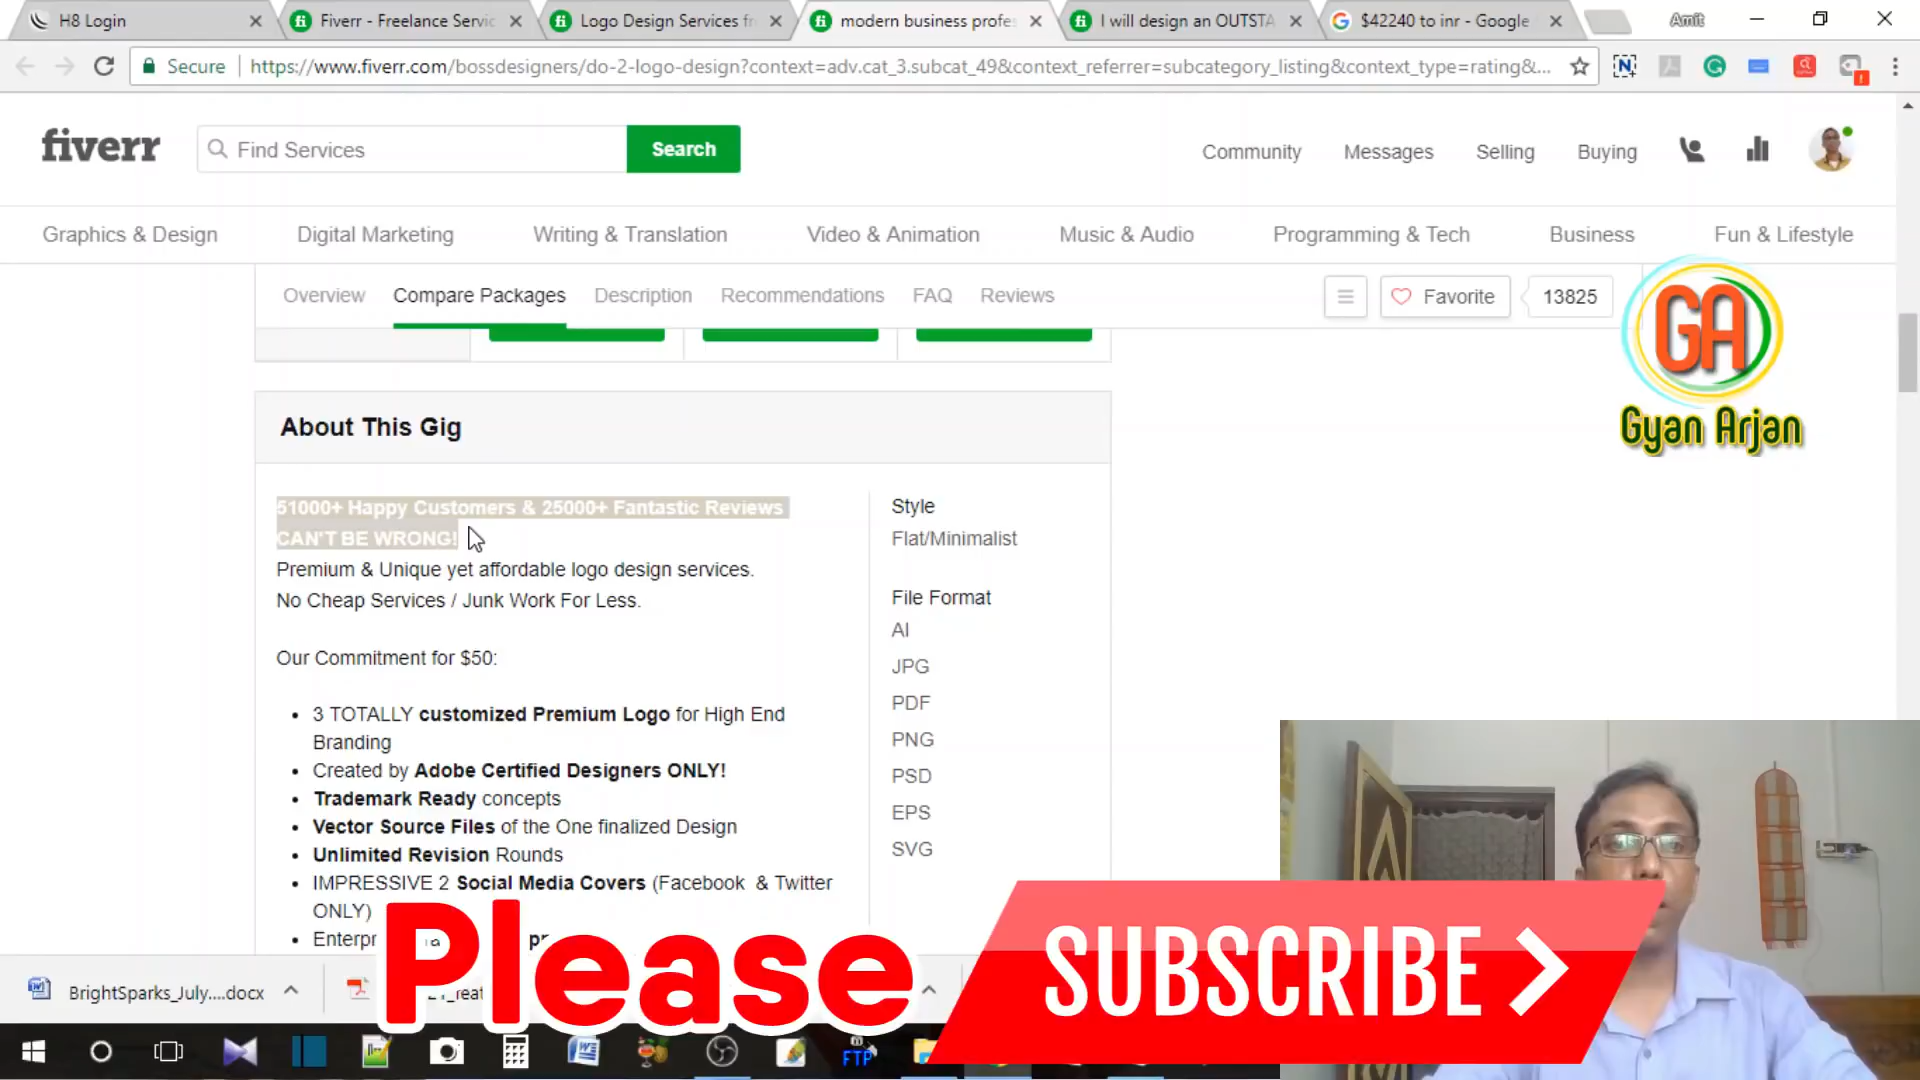 H8 Login
Fiverr - Freelance Servic
Logo Design Services fr
modern business profes
I will design an OUTSTA
$42240 to inr - Google
Amit
Secure
https://www.fiverr.com/bossdesigners/do-2-logo-design?context=adv.cat_3.subcat_49&context_referrer=subcategory_listing&context_type=rating&...
fiverr
Find Services
Search
Community
Messages
Selling
Buying
Graphics & Design
Digital Marketing
Writing & Translation
Video & Animation
Music & Audio
Programming & Tech
Business
Fun & Lifestyle
Overview
Compare Packages
Description
Recommendations
FAQ
Reviews
Favorite
13825
GA
Gyan Arjan
About This Gig
51000+ Happy Customers & 25000+ Fantastic Reviews
CAN'T BE WRONG!
Premium & Unique yet affordable logo design services.
No Cheap Services / Junk Work For Less.
Our Commitment for $50:
3 TOTALLY customized Premium Logo for High End
Branding
Created by Adobe Certified Designers ONLY!
Trademark Ready concepts
Vector Source Files of the One finalized Design
Unlimited Revision Rounds
IMPRESSIVE 2 Social Media Covers (Facebook & Twitter
ONLY)
Style
Flat/Minimalist
File Format
AI
JPG
PDF
PNG
PSD
EPS
SVG
Please
SUBSCRIBE
BrightSparks_July....docx
FTP